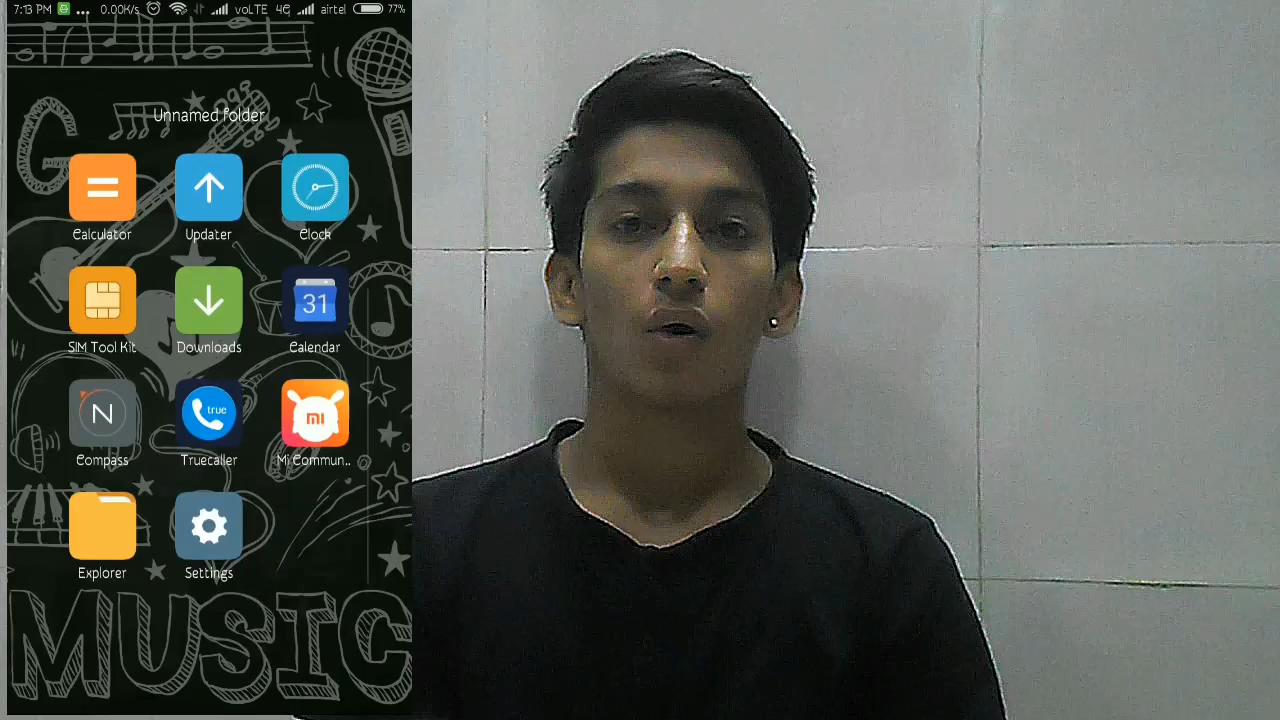 7:13 PM ... 0.00K/s VoLTE 4G airtel 77%
Unnamed folder
Calculator Updater Clock
31
SIM Tool Kit Downloads Calendar
N true mi
Compass Truecaller Mi Commun..
Explorer Settings
MUSIC